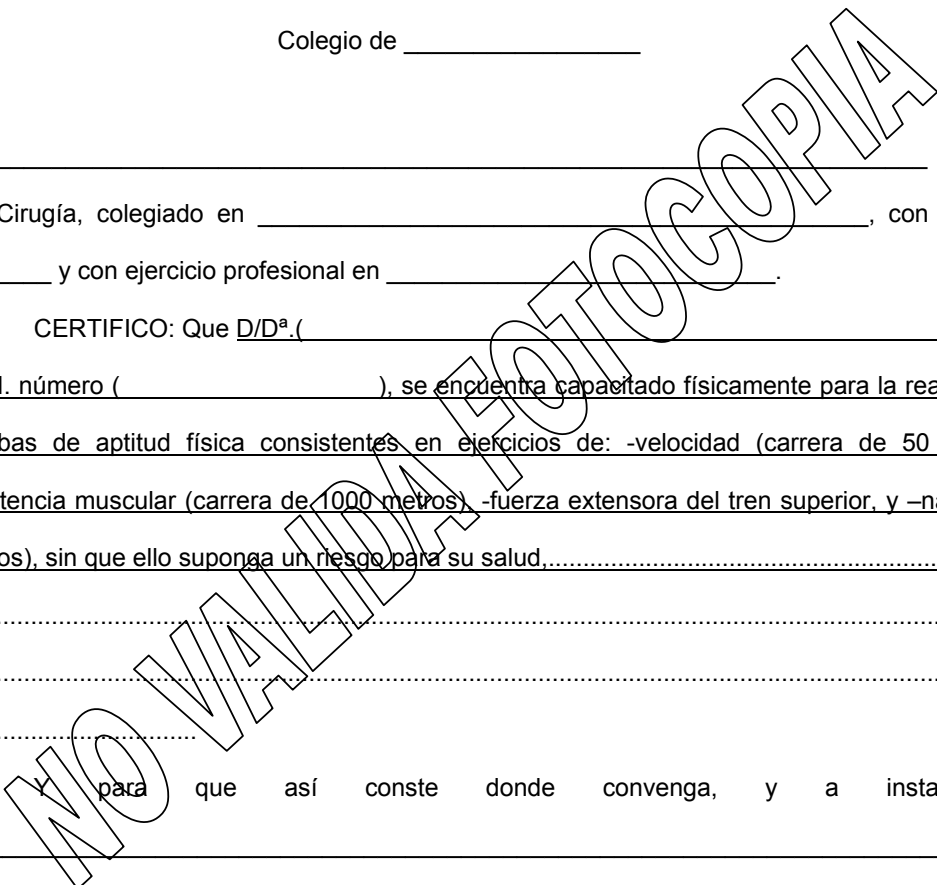 Colegio de _________________
Cirugía, colegiado en ____________________________________________, con
____ y con ejercicio profesional en ____________________________.
CERTIFICO: Que D/Dª.(
I. número ( ), se encuentra capacitado físicamente para la rea
bas de aptitud física consistentes en ejercicios de: -velocidad (carrera de 50
tencia muscular (carrera de 1000 metros), -fuerza extensora del tren superior, y –na
os), sin que ello suponga un riesgo para su salud,........................................................
................................................................................................................................
................................................................................................................................
.............................
Y para que así conste donde convenga, y a insta
NO VALIDA FOTOCOPIA